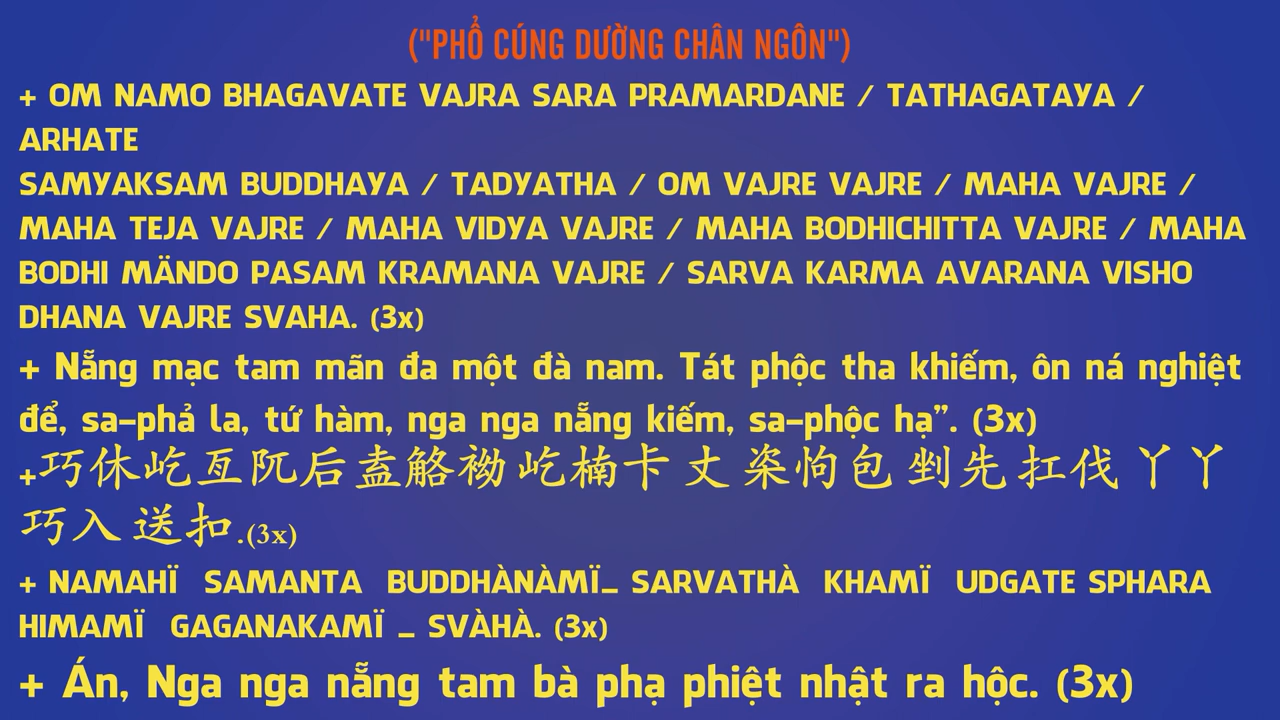 ("PHỔ CÚNG DƯỜNG CHÂN NGÔN")
+ OM NAMO BHAGAVATE VAJRA SARA PRAMARDANE / TATHAGATAYA /
ARHATE
SAMYAKSAM BUDDHAYA / TADYATHA / OM VAJRE VAJRE / MAHA VAJRE /
MAHA TEJA VAJRE / MAHA VIDYA VAJRE / MAHA BODHICHITTA VAJRE / MAHA
BODHI MÄNDO PASAM KRAMANA VAJRE / SARVA KARMA AVARANA VISHO
DHANA VAJRE SVAHA. (3x)
+ Nẵng mạc tam mãn đa một đà nam. Tát phộc tha khiếm, ôn ná nghiệt
để, sa-phả la, tứ hàm, nga nga nẵng kiếm, sa-phộc hạ”. (3x)
+巧休屹亙阢后盍觡袎屹楠卡丈垐怐包剉先扛伐丫丫
巧入送扣.(3x)
+ NAMAHÏ SAMANTA BUDDHÀNÀMÏ_ SARVATHÀ KHAMÏ UDGATE SPHARA
HIMAMÏ GAGANAKAMÏ _ SVÀHÀ. (3x)
+ Án, Nga nga nẵng tam bà phạ phiệt nhật ra hộc. (3x)